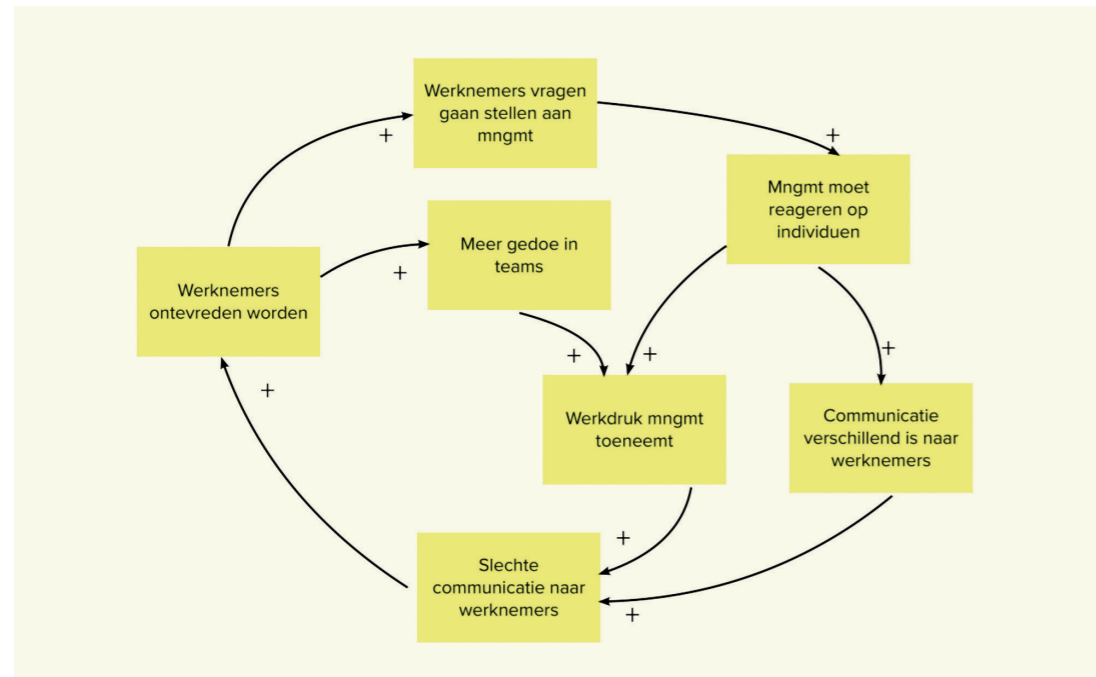 Werknemers vragen
gaan stellen aan
mngmt
+
+
Mngmt moet
reageren op
individuen
Meer gedoe in
teams
+
Werknemers
ontevreden worden
+
+
+
+
Werkdruk mngmt
toeneemt
Communicatie
verschillend is naar
werknemers
+
Slechte
communicatie naar
werknemers
+